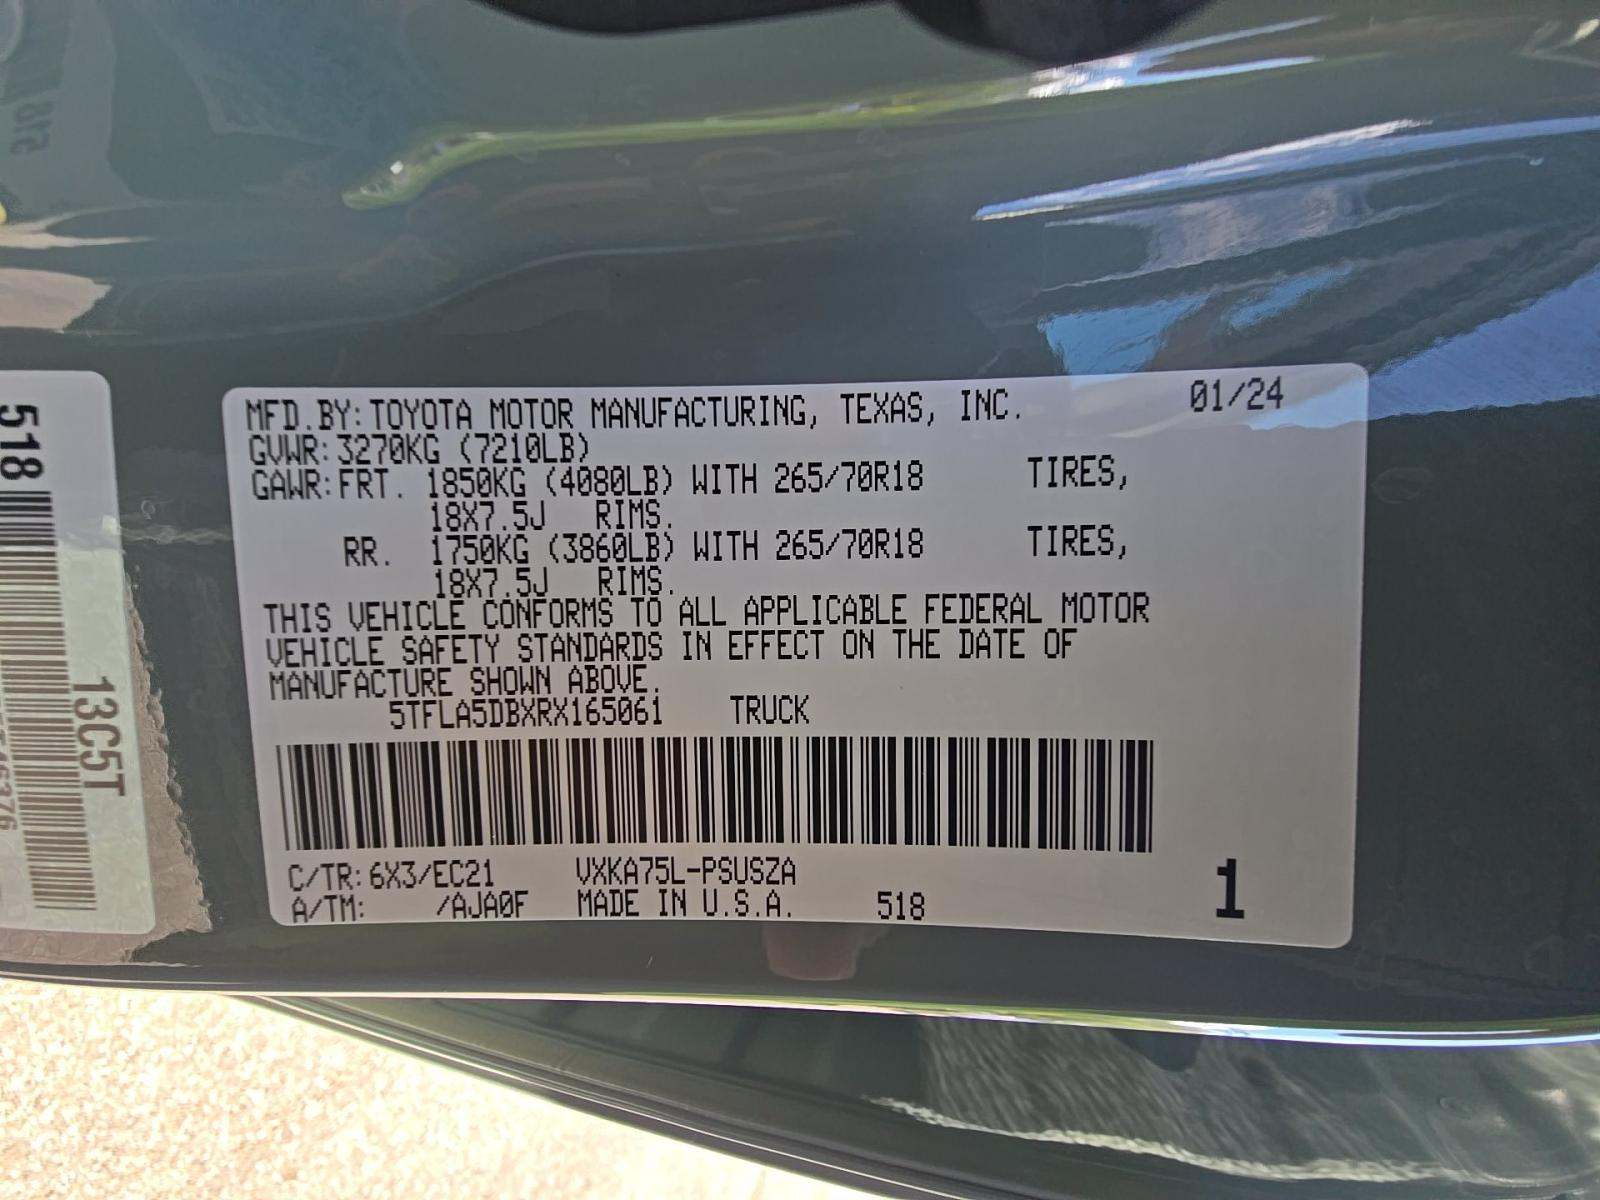 MFD.BY:TOYOTA MOTOR MANUFACTURING, TEXAS, INC. 01/24
GVWR:3270KG (7210LB)
GAWR:FRT. 1850KG (4080LB) WITH 265/70R18 TIRES,
18X7.5J RIMS.
RR. 1750KG (3860LB) WITH 265/70R18 TIRES,
18X7.5J RIMS.
THIS VEHICLE CONFORMS TO ALL APPLICABLE FEDERAL MOTOR
VEHICLE SAFETY STANDARDS IN EFFECT ON THE DATE OF
MANUFACTURE SHOWN ABOVE.
5TFLA5DBXRX165061 TRUCK
C/TR:6X3/EC21 VXKA75L-PSUSZA
A/TM: /AJA0F MADE IN U.S.A. 518
1
518
13C5T